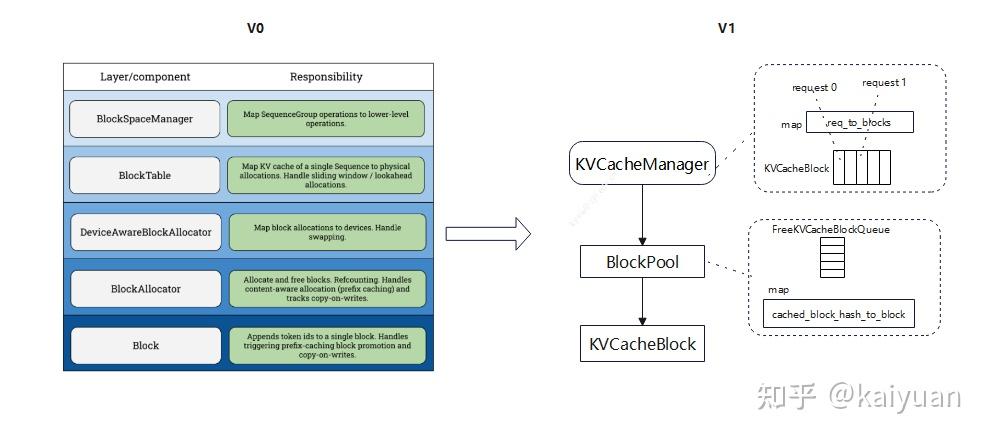 V0
V1
Layer/component
Responsibility
BlockSpaceManager
Map SequenceGroup operations to lower-level
operations.
BlockTable
Map KV cache of a single Sequence to physical
allocations. Handle sliding window / lookahead
allocations.
DeviceAwareBlockAllocator
Map block allocations to devices. Handle
swapping.
BlockAllocator
Allocate and free blocks. Refcounting. Handles
content-aware allocation (prefix caching) and
tracks copy-on-writes.
Block
Appends token ids to a single block. Handles
triggering prefix-caching block promotion and
copy-on-writes.
KVCacheManager
BlockPool
KVCacheBlock
request 0
request 1
map
req_to_blocks
KVCacheBlock
FreeKVCacheBlockQueue
map
cached_block_hash_to_block
知乎 @kaiyuan